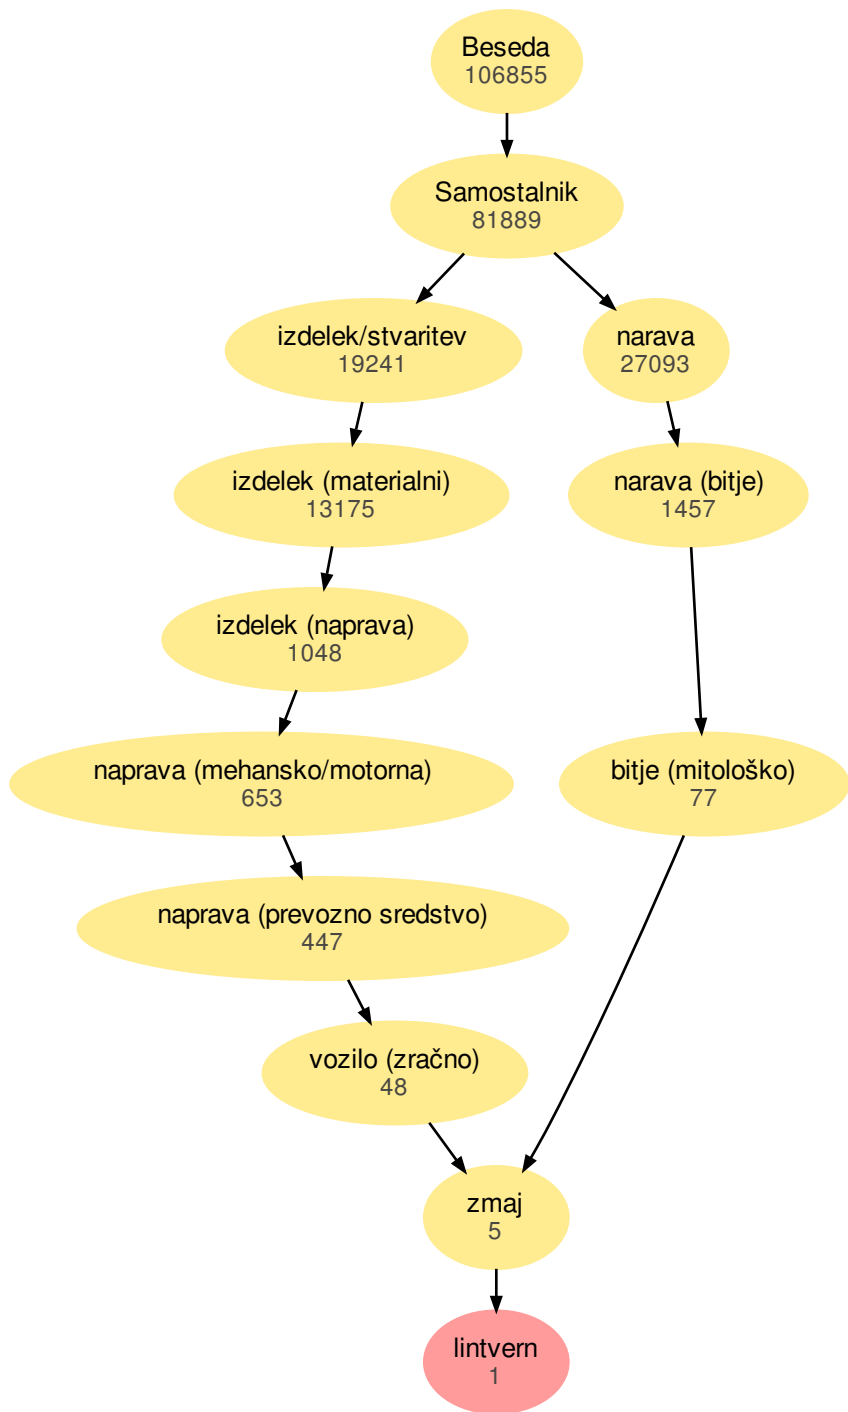 Beseda
106855
Samostalnik
81889
izdelek/stvaritev
19241
narava
27093
izdelek (materialni)
13175
narava (bitje)
1457
izdelek (naprava)
1048
naprava (mehansko/motorna)
653
bitje (mitološko)
77
naprava (prevozno sredstvo)
447
vozilo (zračno)
48
zmaj
5
lintvern
1